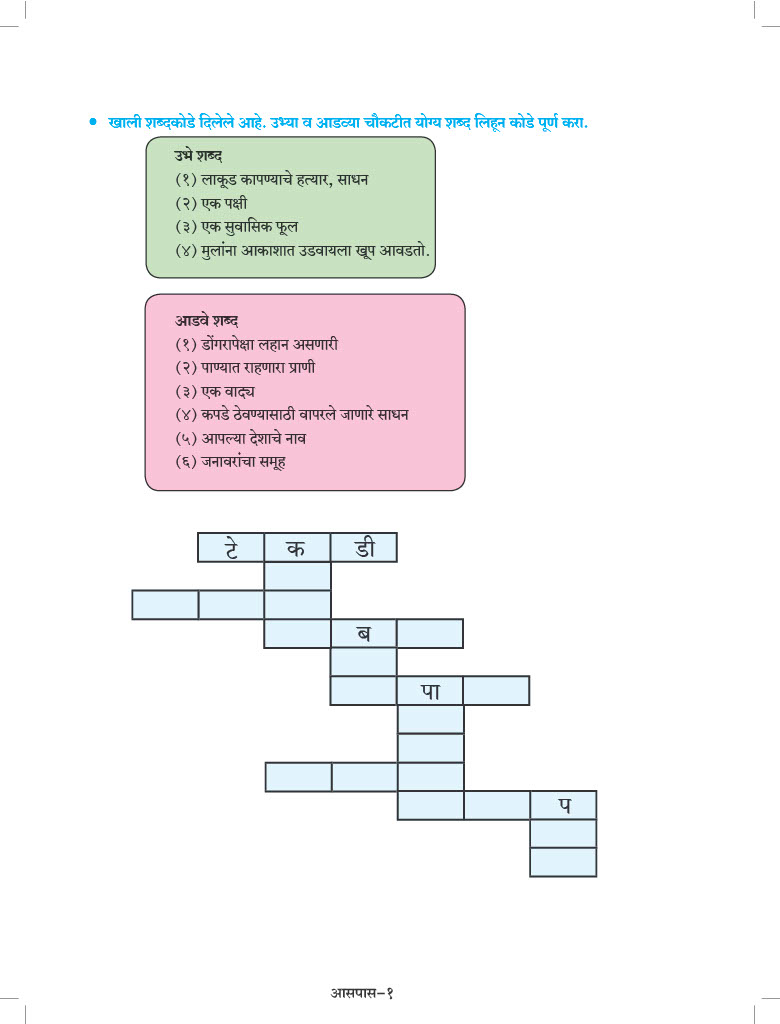 • खाली शब्दकोडे दिलेले आहे. उभ्या व आडव्या चौकटीत योग्य शब्द लिहून कोडे पूर्ण करा.
उभे शब्द
(१) लाकूड कापण्याचे हत्यार, साधन
(२) एक पक्षी
(३) एक सुवासिक फूल
(४) मुलांना आकाशात उडवायला खूप आवडतो.
आडवे शब्द
(१) डोंगरापेक्षा लहान असणारी
(२) पाण्यात राहणारा प्राणी
(३) एक वाद्य
(४) कपडे ठेवण्यासाठी वापरले जाणारे साधन
(५) आपल्या देशाचे नाव
(६) जनावरांचा समूह
टे क डी
ब
पा
प
आसपास–१